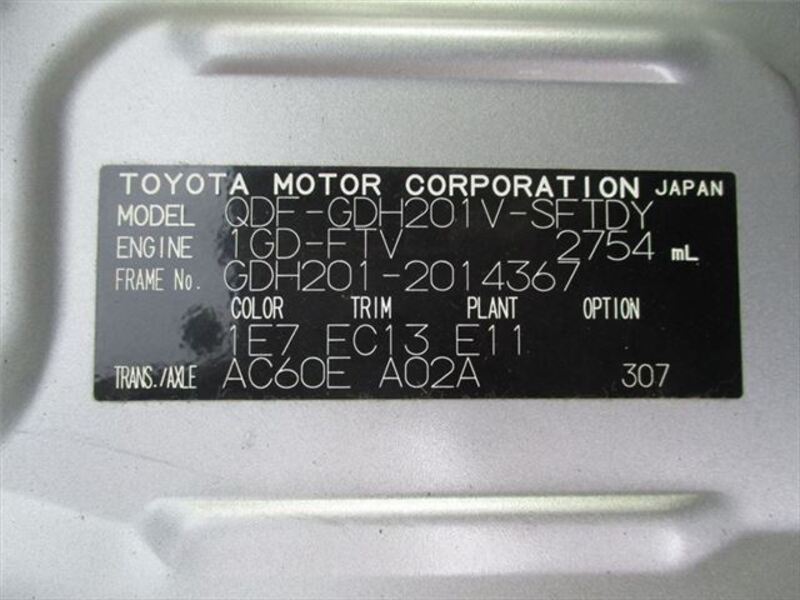 TOYOTA MOTOR CORPORATION JAPAN
MODEL QDF-GDH201V-SFTDY
ENGINE 1GD-FTV 2754 mL
FRAME No. GDH201-2014367
COLOR TRIM PLANT OPTION
1E7 FC13 E11
TRANS./AXLE AC60E A02A 307